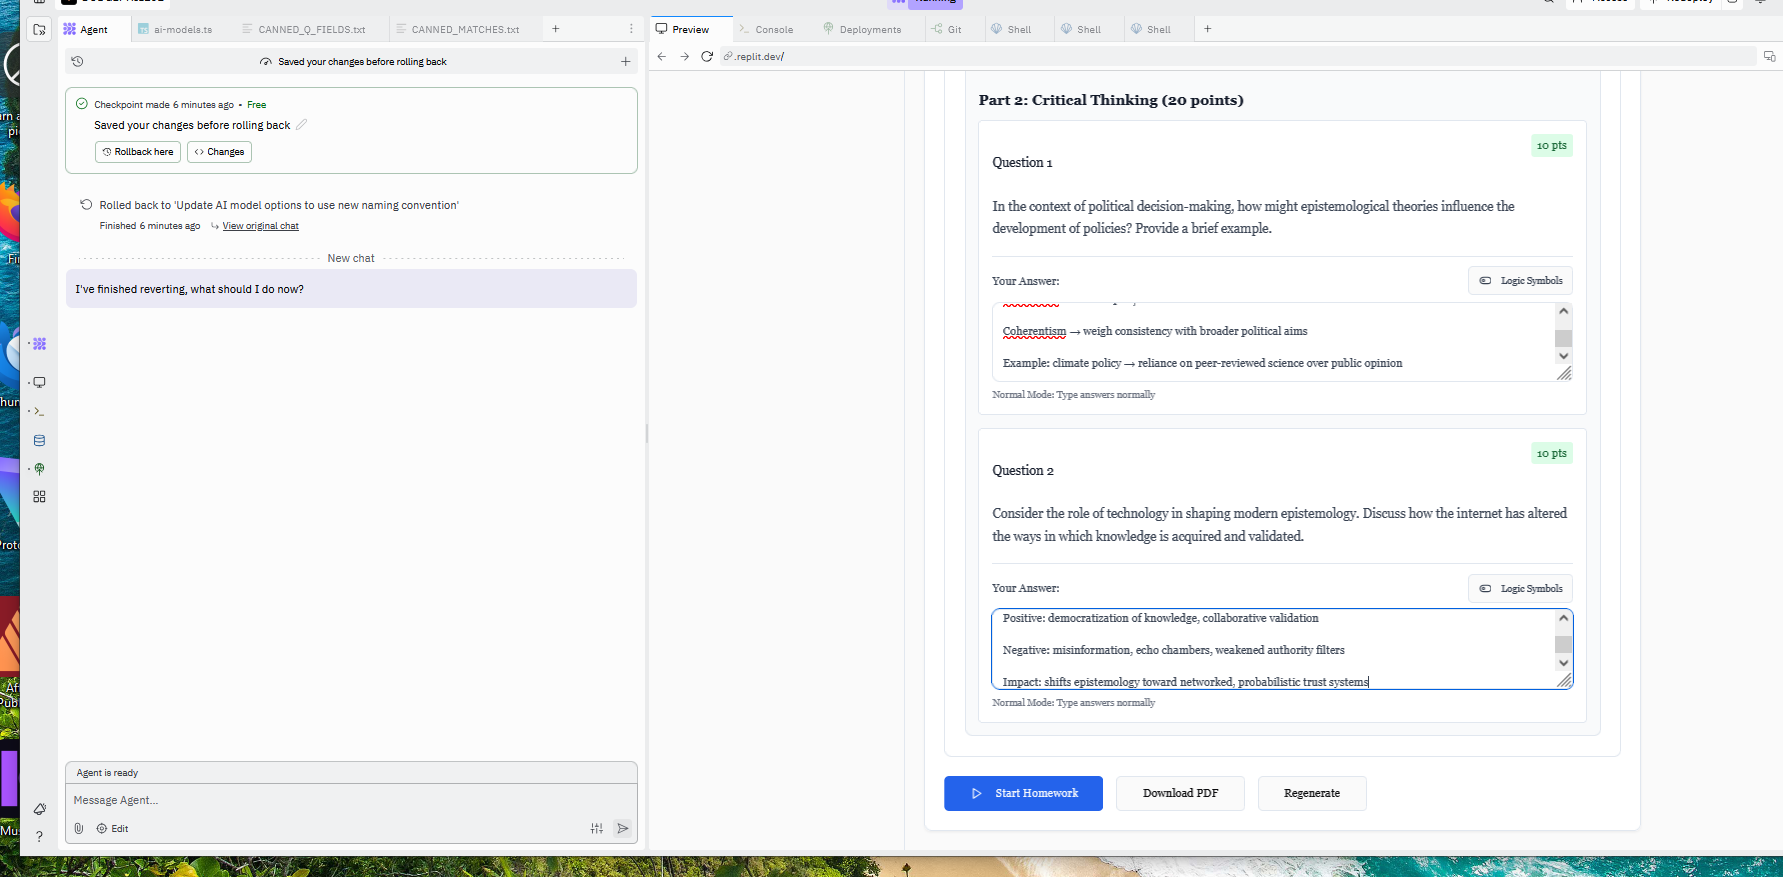 Agent
ai-models.ts
CANNED_Q_FIELDS.txt
CANNED_MATCHES.txt
Saved your changes before rolling back
Checkpoint made 6 minutes ago • Free
Saved your changes before rolling back
Rollback here
Changes
Rolled back to 'Update AI model options to use new naming convention'
Finished 6 minutes ago
View original chat
New chat
I've finished reverting, what should I do now?
Agent is ready
Message Agent...
Edit
Preview
Console
Deployments
Git
Shell
Shell
Shell
.replit.dev/
Part 2: Critical Thinking (20 points)
10 pts
Question 1
In the context of political decision-making, how might epistemological theories influence the
development of policies? Provide a brief example.
Your Answer:
Logic Symbols
Coherentism → weigh consistency with broader political aims
Example: climate policy → reliance on peer-reviewed science over public opinion
Normal Mode: Type answers normally
10 pts
Question 2
Consider the role of technology in shaping modern epistemology. Discuss how the internet has altered
the ways in which knowledge is acquired and validated.
Your Answer:
Logic Symbols
Positive: democratization of knowledge, collaborative validation
Negative: misinformation, echo chambers, weakened authority filters
Impact: shifts epistemology toward networked, probabilistic trust systems
Normal Mode: Type answers normally
Start Homework
Download PDF
Regenerate